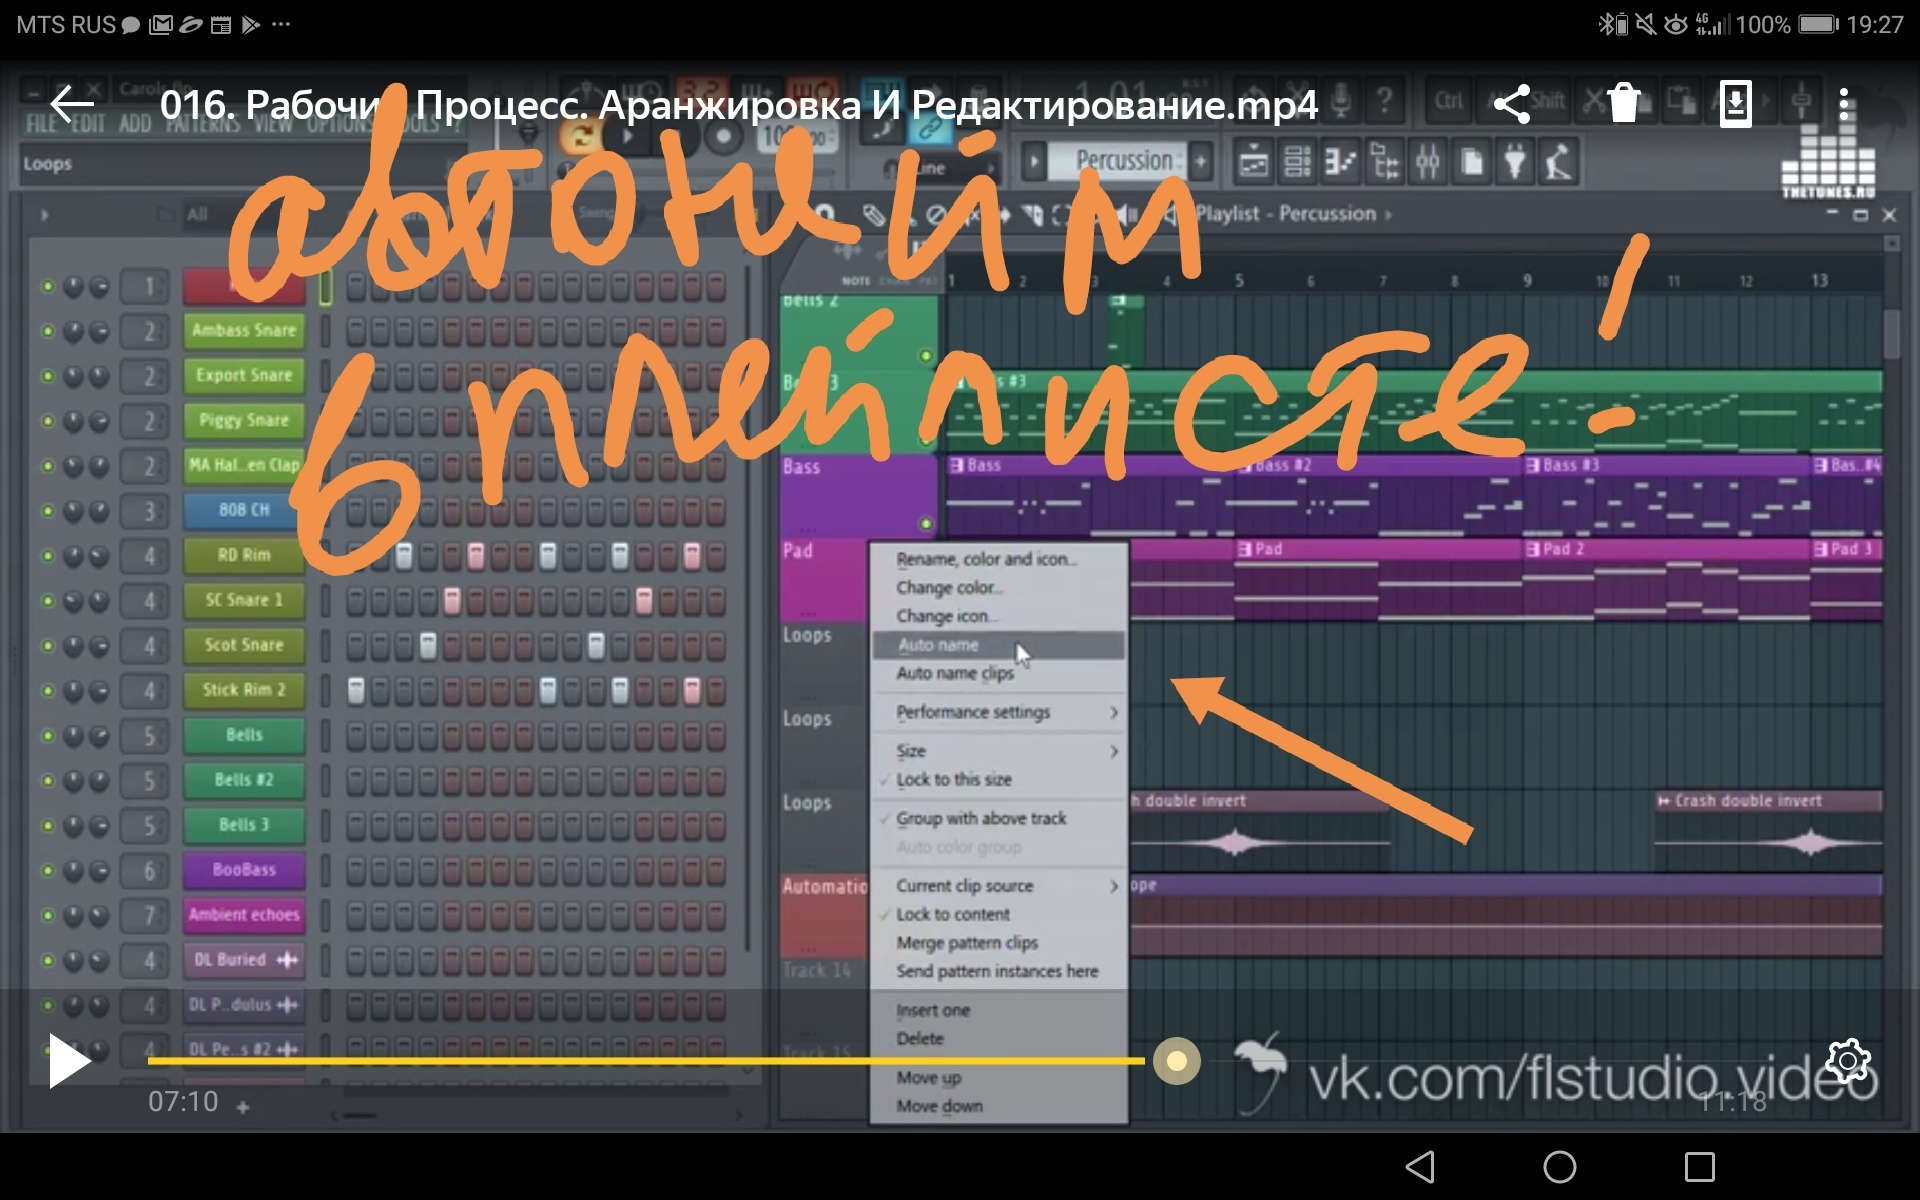 MTS RUS 100% 19:27
016. Рабочи Процесс. Аранжировка И Редактирование.mp4
FILE EDIT ADD PATTERNS VIEW OPTIONS TOOLS ?
Ctrl Shift
Loops
Line
Percussion
THETUNES.RU
автонейм
в плейлисте!
All
Playlist - Percussion
NOTE
1 2 3 4 5 6 7 8 9 10 11 12 13
1
2 Ambass Snare
2 Export Snare
2 Piggy Snare
2 MA Hal...en Clap
3 808 CH
4 RD Rim
4 SC Snare 1
4 Scot Snare
4 Stick Rim 2
5 Bells
5 Bells #2
5 Bells 3
6 BooBass
7 Ambient echoes
4 DL Buried
4 DL P...dulus
4 DL Pe...s #2
Bells 2
Bass Bass Bass #2 Bass #3 Bas..#4
Pad Pad Pad 2 Pad 3
Loops
Loops
Loops h double invert Crash double invert
Automatio ope
Track 14
Track 15
Rename, color and icon...
Change color...
Change icon...
Auto name
Auto name clips
Performance settings
Size
Lock to this size
Group with above track
Auto color group
Current clip source
Lock to content
Merge pattern clips
Send pattern instances here
Insert one
Delete
Move up
Move down
vk.com/flstudio.video
07:10 11:18